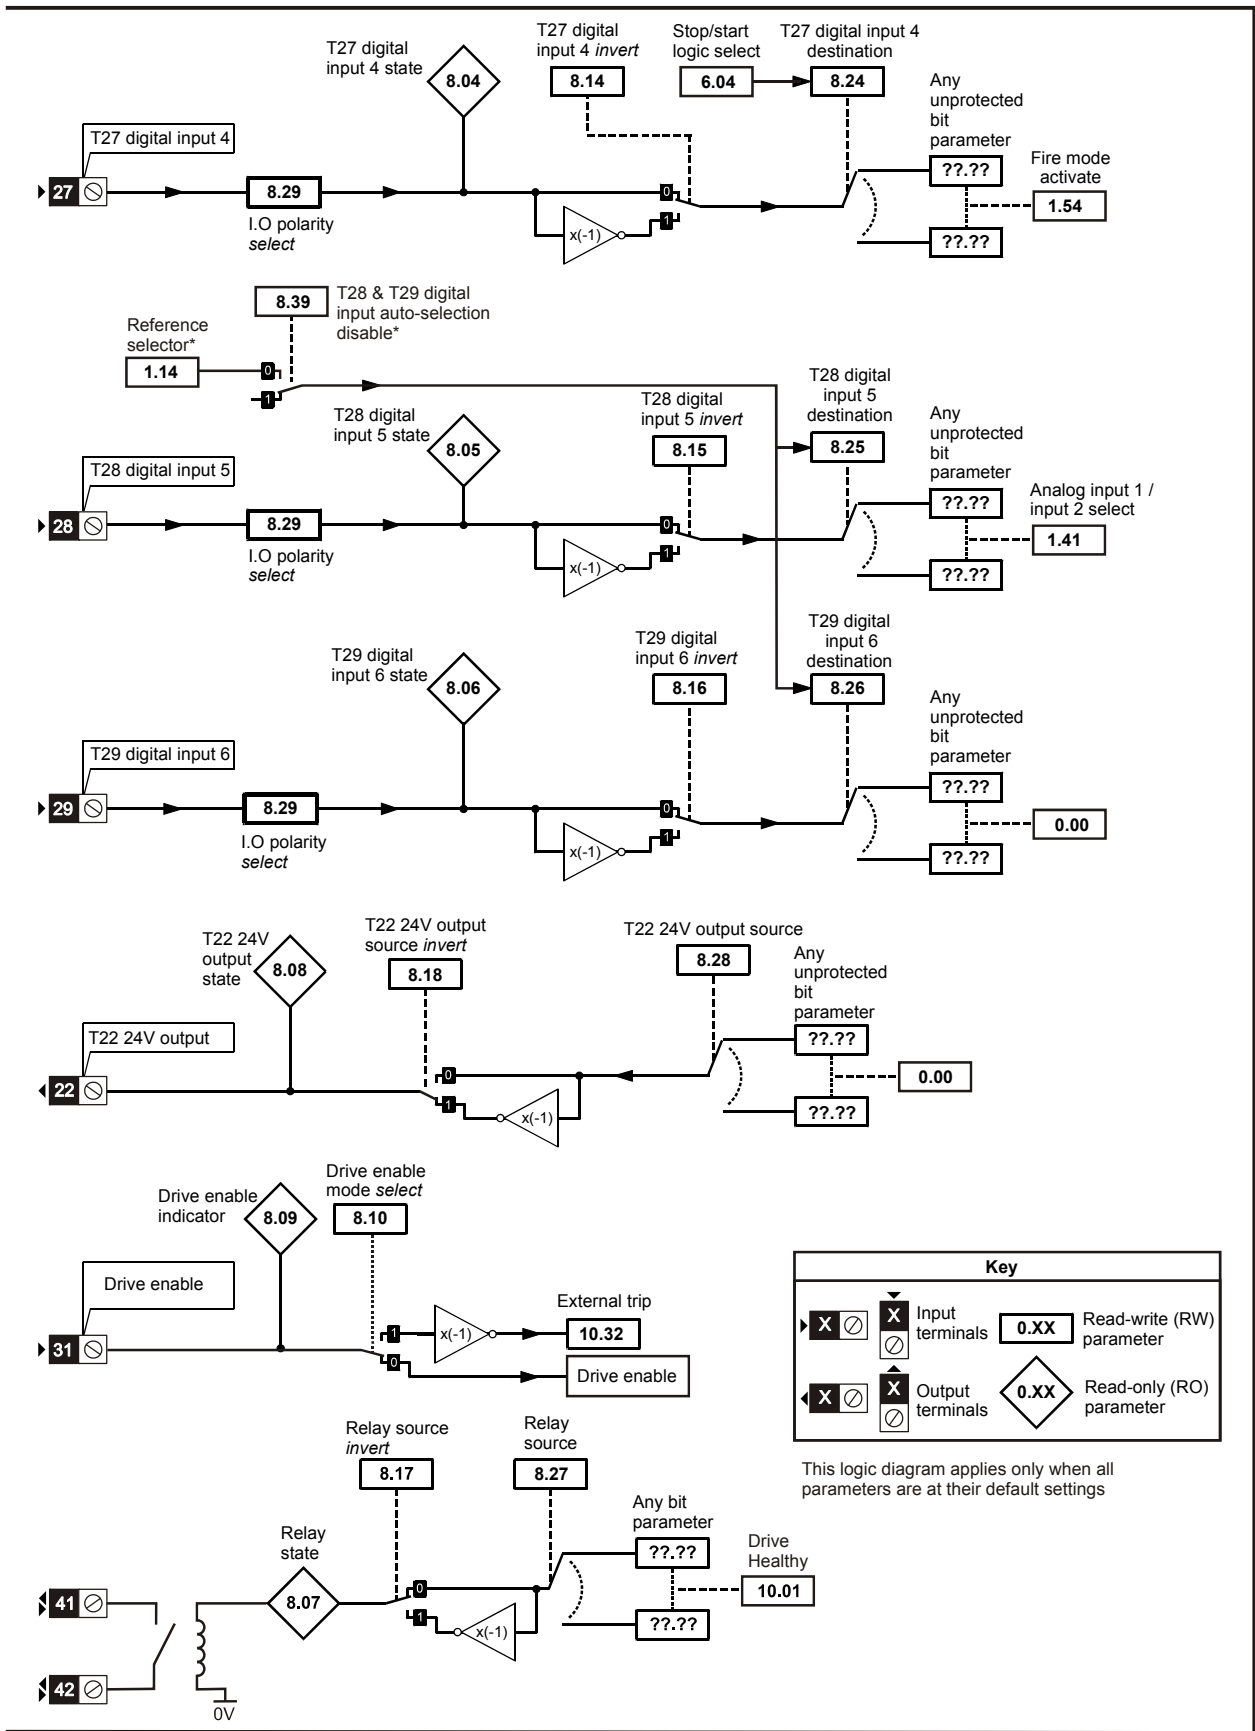 T27 digital
input 4 state
8.04
T27 digital
input 4 invert
8.14
Stop/start
logic select
6.04
T27 digital input 4
destination
8.24
Any
unprotected
bit
parameter
??.??
??.??
Fire mode
activate
1.54
T27 digital input 4
27
8.29
I.O polarity
select
x(-1)
0
1
8.39
T28 & T29 digital
input auto-selection
disable*
Reference
selector*
1.14
0
1
T28 digital
input 5 state
8.05
T28 digital
input 5 invert
8.15
T28 digital
input 5
destination
8.25
Any
unprotected
bit
parameter
??.??
??.??
Analog input 1 /
input 2 select
1.41
T28 digital input 5
28
8.29
I.O polarity
select
x(-1)
0
1
T29 digital
input 6 state
8.06
T29 digital
input 6 invert
8.16
T29 digital
input 6
destination
8.26
Any
unprotected
bit
parameter
??.??
??.??
0.00
T29 digital input 6
29
8.29
I.O polarity
select
x(-1)
0
1
T22 24V
output
state
8.08
T22 24V output
source invert
8.18
T22 24V output source
8.28
Any
unprotected
bit
parameter
??.??
??.??
0.00
T22 24V output
22
0
1
x(-1)
Drive enable
indicator
8.09
Drive enable
mode select
8.10
Drive enable
31
1
0
x(-1)
External trip
10.32
Drive enable
Key
X
X
Input
terminals
0.XX
Read-write (RW)
parameter
X
X
Output
terminals
0.XX
Read-only (RO)
parameter
This logic diagram applies only when all
parameters are at their default settings
Relay source
invert
8.17
Relay
source
8.27
Any bit
parameter
??.??
??.??
Drive
Healthy
10.01
Relay
state
8.07
0
1
x(-1)
41
42
0V